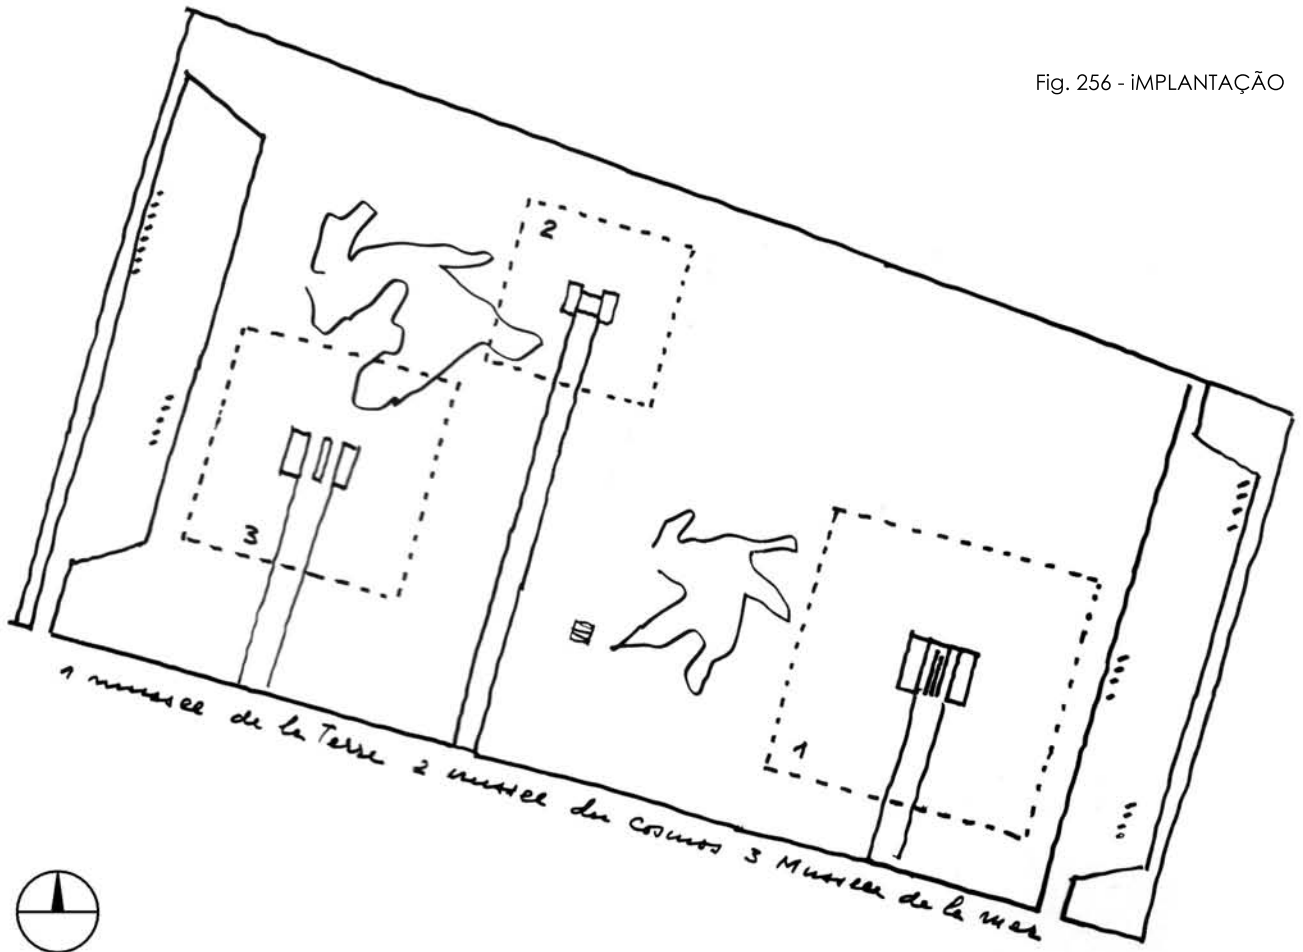 Fig. 256 - iMPLANTAÇÃO
2
3
1
1 musee de la Terre 2 musee du cosmos 3 Musee de la mer